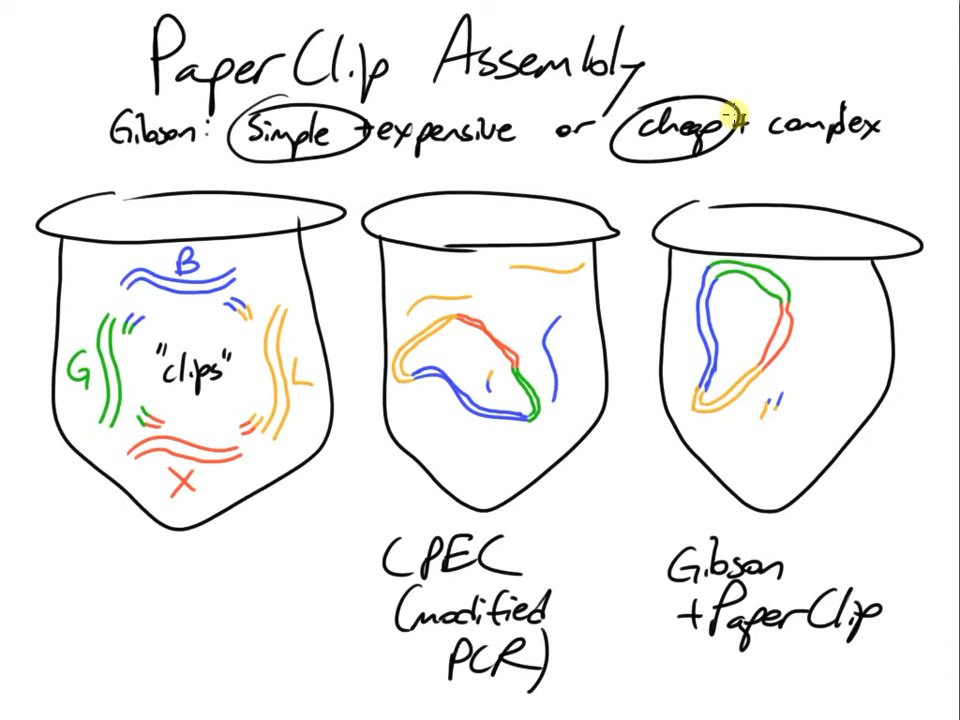 PaperClip Assembly
Gibson: simple + expensive or cheap + complex
B
G
"clips"
L
X
CPEC
(modified
PCR)
Gibson
+ PaperClip